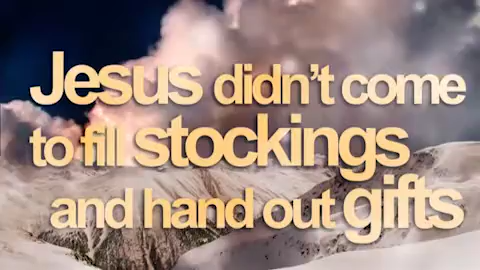 Jesus didn’t come
to fill stockings
and hand out gifts